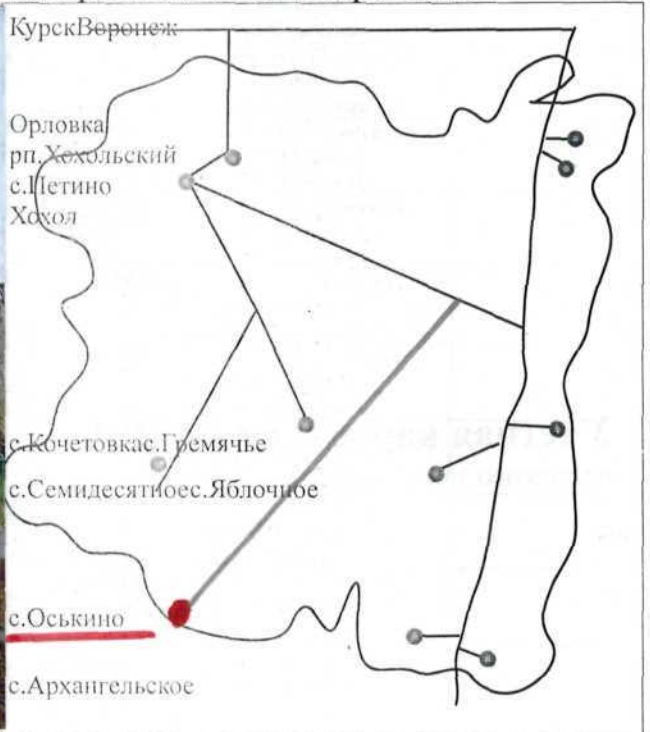 КурскВоронеж
Орловка
рп.Хохольский
с.Петино
Хохол
с.Кочетовкас.Гремячье
с.Семидесятноес.Яблочное
с.Оськино
с.Архангельское